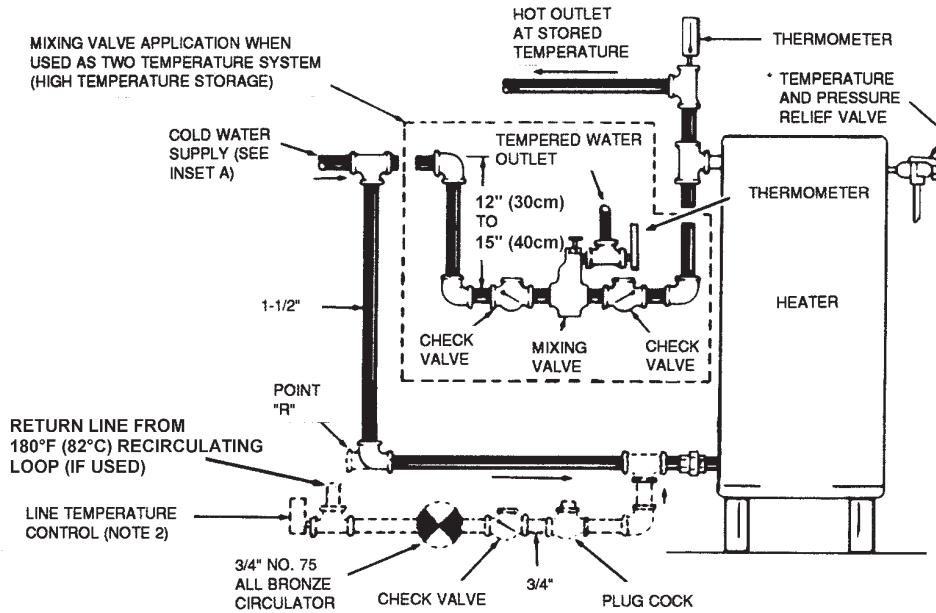 HOT OUTLET
AT STORED
TEMPERATURE
THERMOMETER
MIXING VALVE APPLICATION WHEN
USED AS TWO TEMPERATURE SYSTEM
(HIGH TEMPERATURE STORAGE)
* TEMPERATURE
AND PRESSURE
RELIEF VALVE
COLD WATER
SUPPLY (SEE
INSET A)
TEMPERED WATER
OUTLET
THERMOMETER
12" (30cm)
TO
15" (40cm)
1-1/2"
HEATER
CHECK
VALVE
MIXING
VALVE
CHECK
VALVE
POINT
"R"
RETURN LINE FROM
180°F (82°C) RECIRCULATING
LOOP (IF USED)
LINE TEMPERATURE
CONTROL (NOTE 2)
3/4" NO. 75
ALL BRONZE
CIRCULATOR
CHECK VALVE
3/4"
PLUG COCK